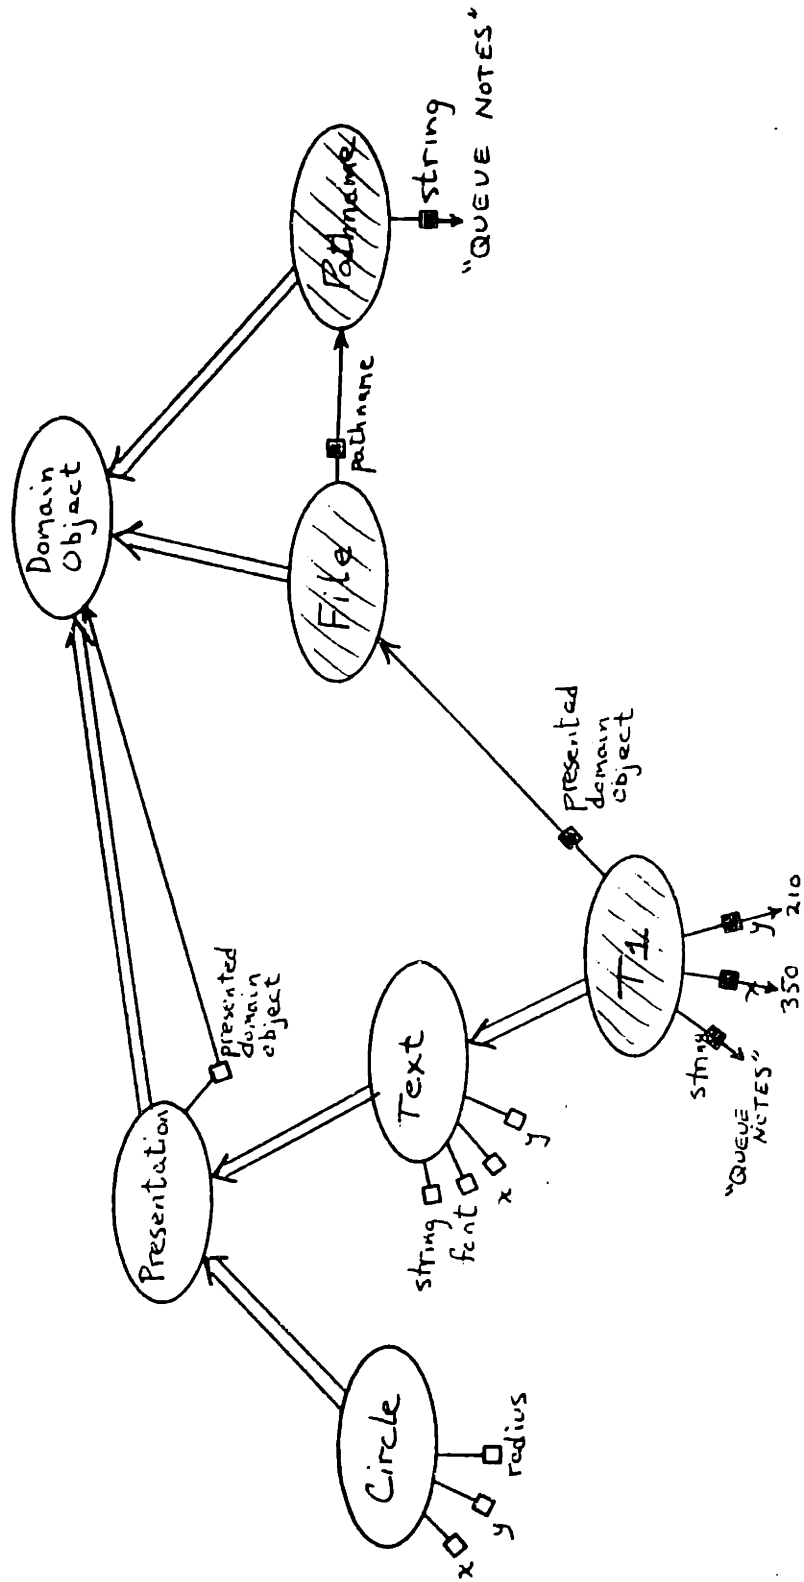 Domain
Object
Presentation
presented
domain
object
Circle
x
y
radius
Text
string
font
x
y
File
pathname
Pathname
string
"QUEUE NOTES"
presented
domain
object
T1
string
"QUEUE
NOTES"
x
350
y
210